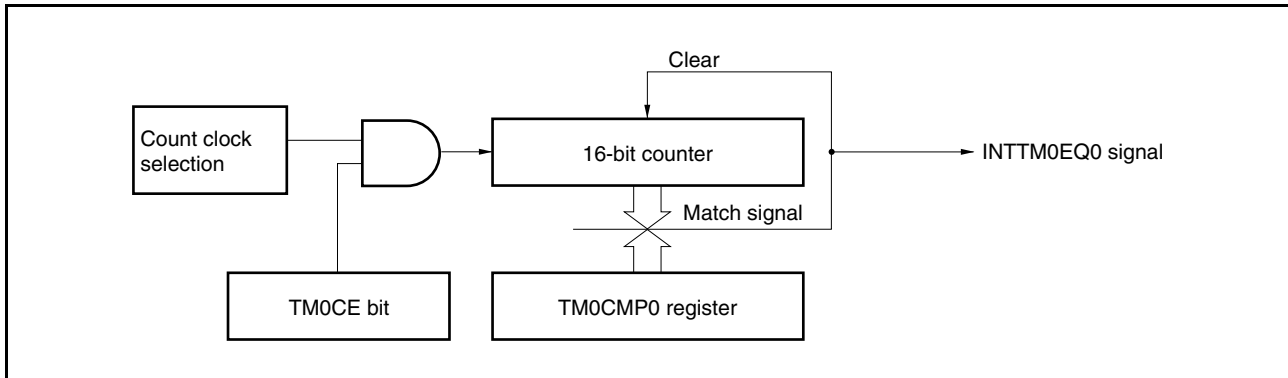 Clear
Count clock
selection
16-bit counter
INTTM0EQ0 signal
Match signal
TM0CE bit
TM0CMP0 register